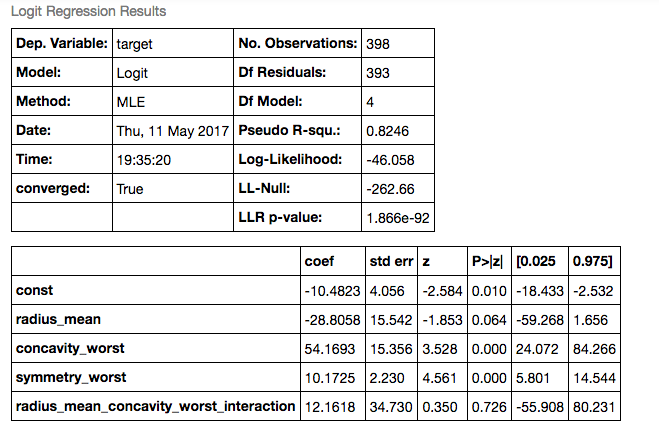 Logit Regression Results
Dep. Variable: target No. Observations: 398
Model: Logit Df Residuals: 393
Method: MLE Df Model: 4
Date: Thu, 11 May 2017 Pseudo R-squ.: 0.8246
Time: 19:35:20 Log-Likelihood: -46.058
converged: True LL-Null: -262.66
LLR p-value: 1.866e-92
coef std err z P>|z| [0.025 0.975]
const -10.4823 4.056 -2.584 0.010 -18.433 -2.532
radius_mean -28.8058 15.542 -1.853 0.064 -59.268 1.656
concavity_worst 54.1693 15.356 3.528 0.000 24.072 84.266
symmetry_worst 10.1725 2.230 4.561 0.000 5.801 14.544
radius_mean_concavity_worst_interaction 12.1618 34.730 0.350 0.726 -55.908 80.231